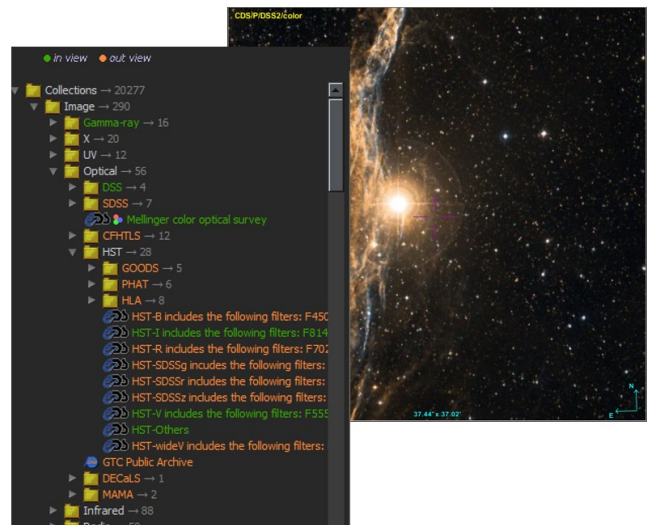 CDS/P/DSS2/color
in view out view
Collections → 20277
Image → 290
Gamma-ray → 16
X → 20
UV → 12
Optical → 56
DSS → 4
SDSS → 7
Mellinger color optical survey
CFHTLS → 12
HST → 28
GOODS → 5
PHAT → 6
HLA → 8
HST-B includes the following filters: F450
HST-I includes the following filters: F814
HST-R includes the following filters: F702
HST-SDSSg incudes the following filters:
HST-SDSSr includes the following filters:
HST-SDSSz includes the following filters:
HST-V includes the following filters: F555
HST-Others
HST-wideV includes the following filters:
GTC Public Archive
DECaLS → 1
MAMA → 2
Infrared → 88
N
37.44' x 37.02'
E